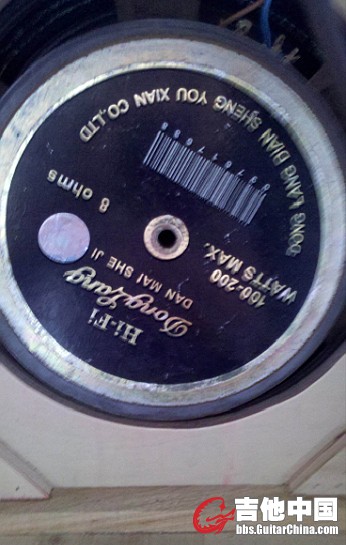 Hi-Fi
DongLang
DAN MAI SHE JI
100-200
WATTS MAX.
8 ohms
DONG LANG DIAN SHENG YOU XIAN CO.,LTD
吉他中国
bbs.GuitarChina.com